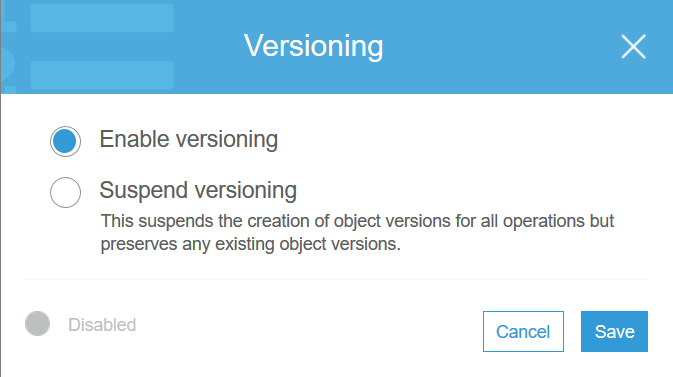 Versioning
Enable versioning
Suspend versioning
This suspends the creation of object versions for all operations but
preserves any existing object versions.
Disabled
Cancel
Save